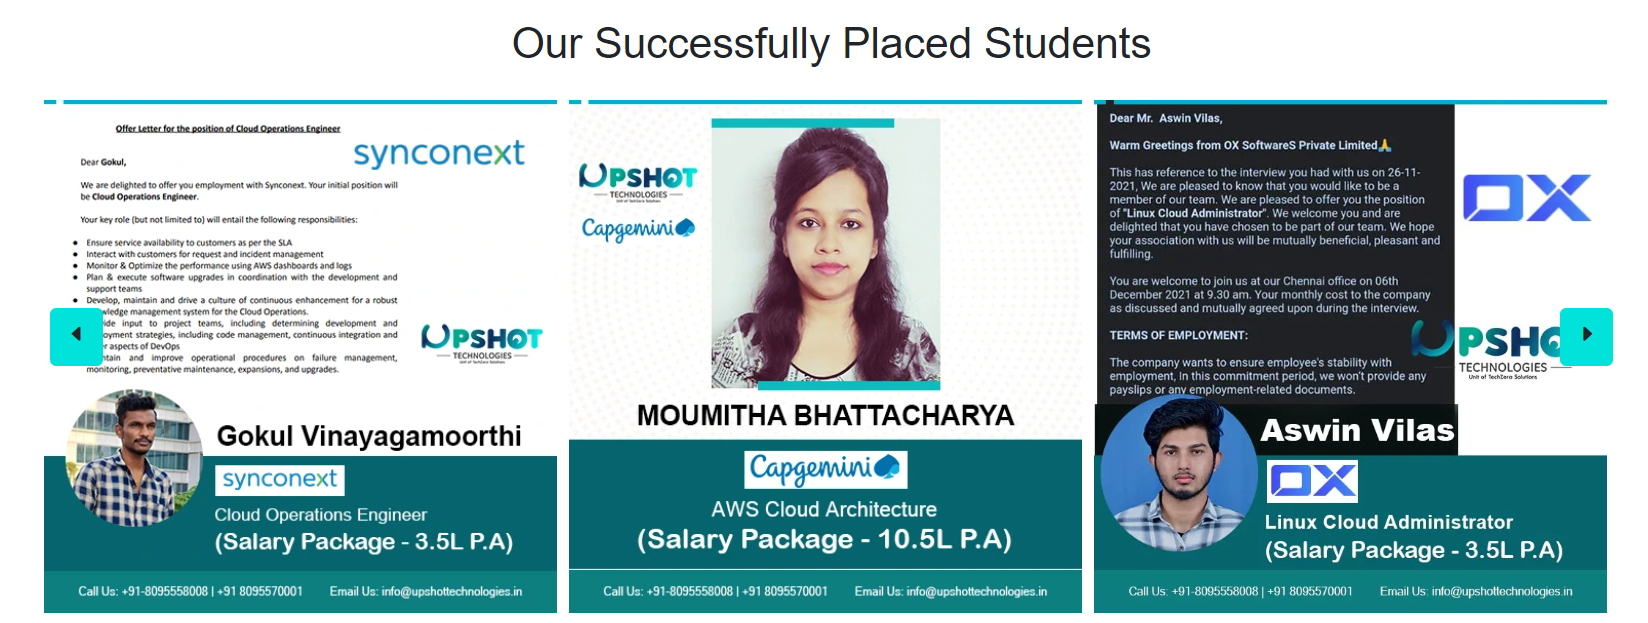 Our Successfully Placed Students
Offer Letter for the position of Cloud Operations Engineer
synconext
Dear Gokul,
We are delighted to offer you employment with Synconext. Your initial position will
be Cloud Operations Engineer.
Your key role (but not limited to) will entail the following responsibilities:
Ensure service availability to customers as per the SLA
Interact with customers for request and incident management
Monitor & Optimize the performance using AWS dashboards and logs
Plan & execute software upgrades in coordination with the development and
support teams
Develop, maintain and drive a culture of continuous enhancement for a robust
management system for the Cloud Operations.
input to project teams, including determining development and
strategies, including code management, continuous integration and
aspects of DevOps
and improve operational procedures on failure management,
monitoring, preventative maintenance, expansions, and upgrades.
UPSHOT
TECHNOLOGIES
Unit of TechZera Solutions
Gokul Vinayagamoorthi
synconext
Cloud Operations Engineer
(Salary Package - 3.5L P.A)
Call Us: +91-8095558008 | +91 8095570001 Email Us: info@upshottechnologies.in
UPSHOT
TECHNOLOGIES
Unit of TechZera Solutions
Capgemini
MOUMITHA BHATTACHARYA
Capgemini
AWS Cloud Architecture
(Salary Package - 10.5L P.A)
Call Us: +91-8095558008 | +91 8095570001 Email Us: info@upshottechnologies.in
Dear Mr. Aswin Vilas,
Warm Greetings from OX SoftwareS Private Limited🙏
This has reference to the interview you had with us on 26-11-
2021, We are pleased to know that you would like to be a
member of our team. We are pleased to offer you the position
of "Linux Cloud Administrator". We welcome you and are
delighted that you have chosen to be part of our team. We hope
your association with us will be mutually beneficial, pleasant and
fulfilling.
You are welcome to join us at our Chennai office on 06th
December 2021 at 9.30 am. Your monthly cost to the company
as discussed and mutually agreed upon during the interview.
TERMS OF EMPLOYMENT:
The company wants to ensure employee's stability with
employment, In this commitment period, we won't provide any
payslips or any employment-related documents.
OX
UPSHO
TECHNOLOGIES
Unit of TechZera Solutions
Aswin Vilas
OX
Linux Cloud Administrator
(Salary Package - 3.5L P.A)
Call Us: +91-8095558008 | +91 8095570001 Email Us: info@upshottechnologies.in